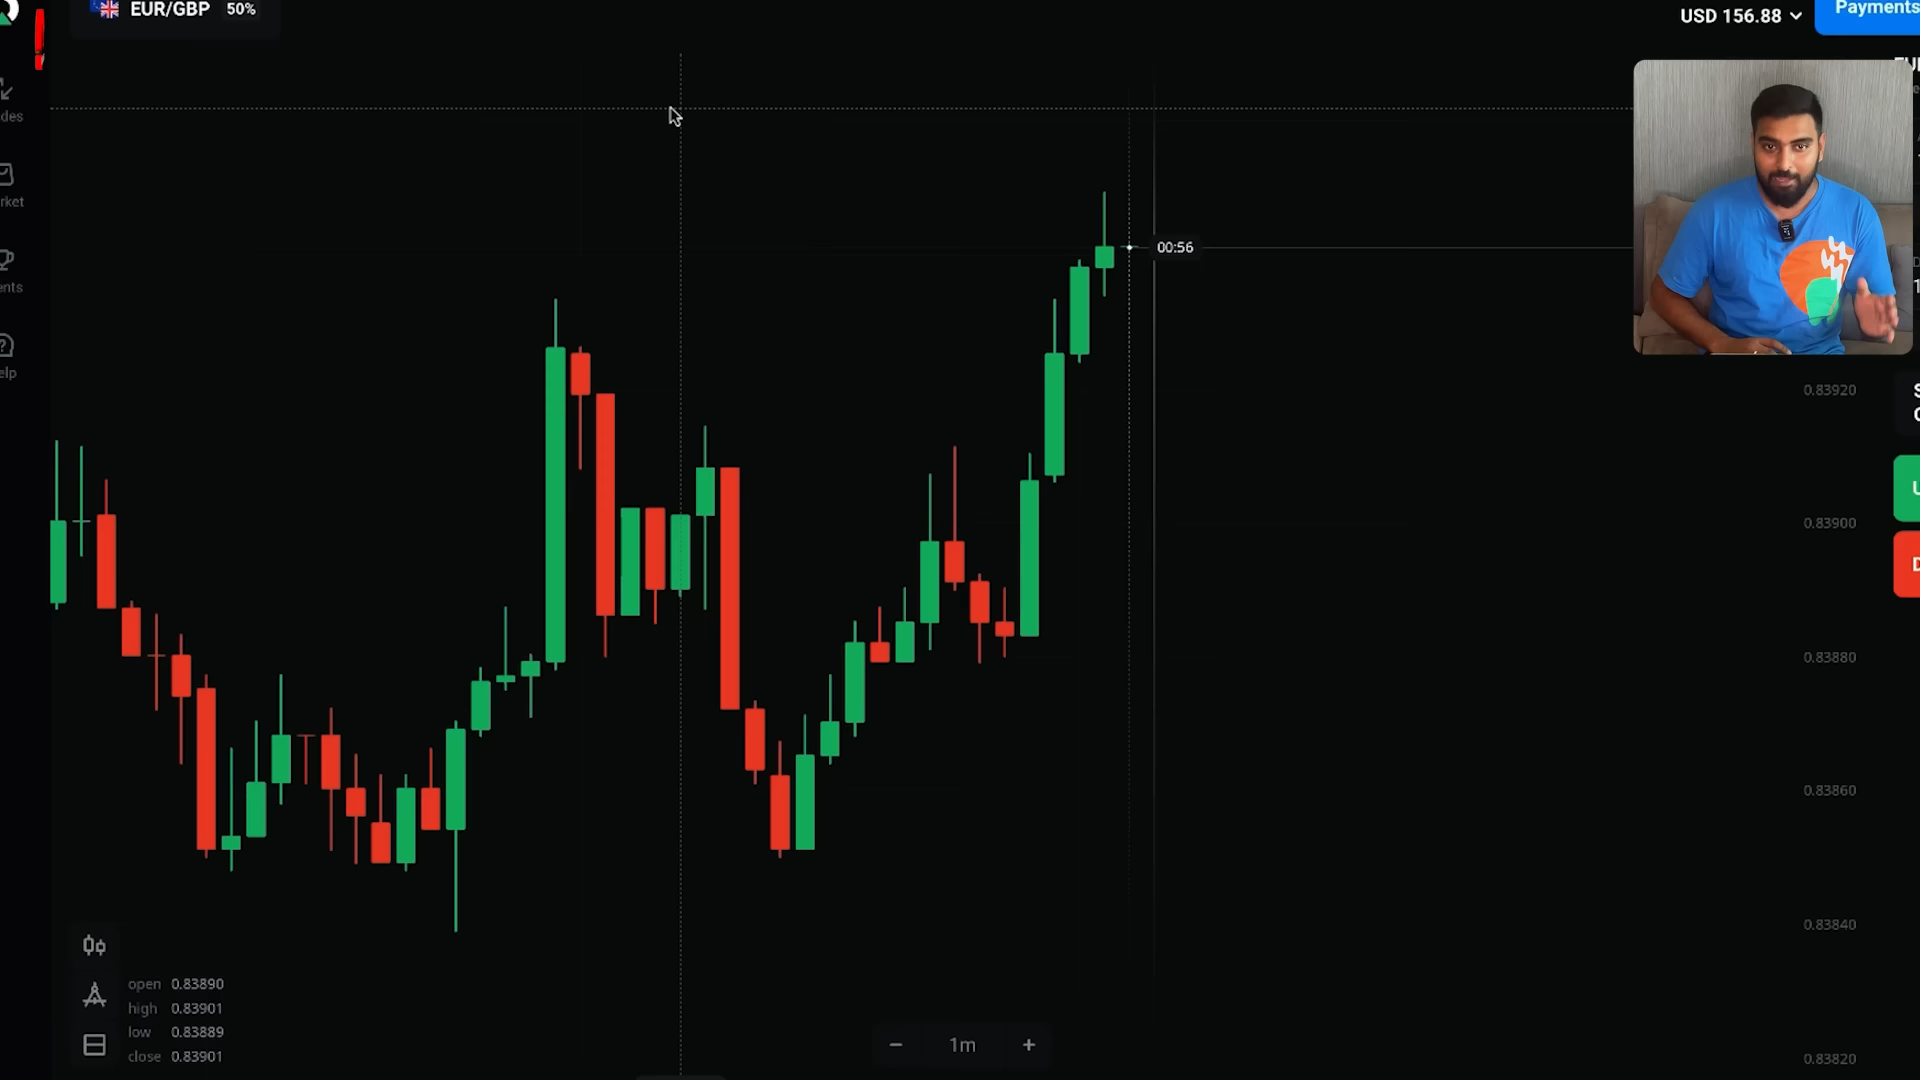 EUR/GBP 50%
USD 156.88
Payments
des
rket
ents
elp
00:56
0.83920
0.83900
0.83880
0.83860
0.83840
0.83820
open 0.83890
high 0.83901
low 0.83889
close 0.83901
1m